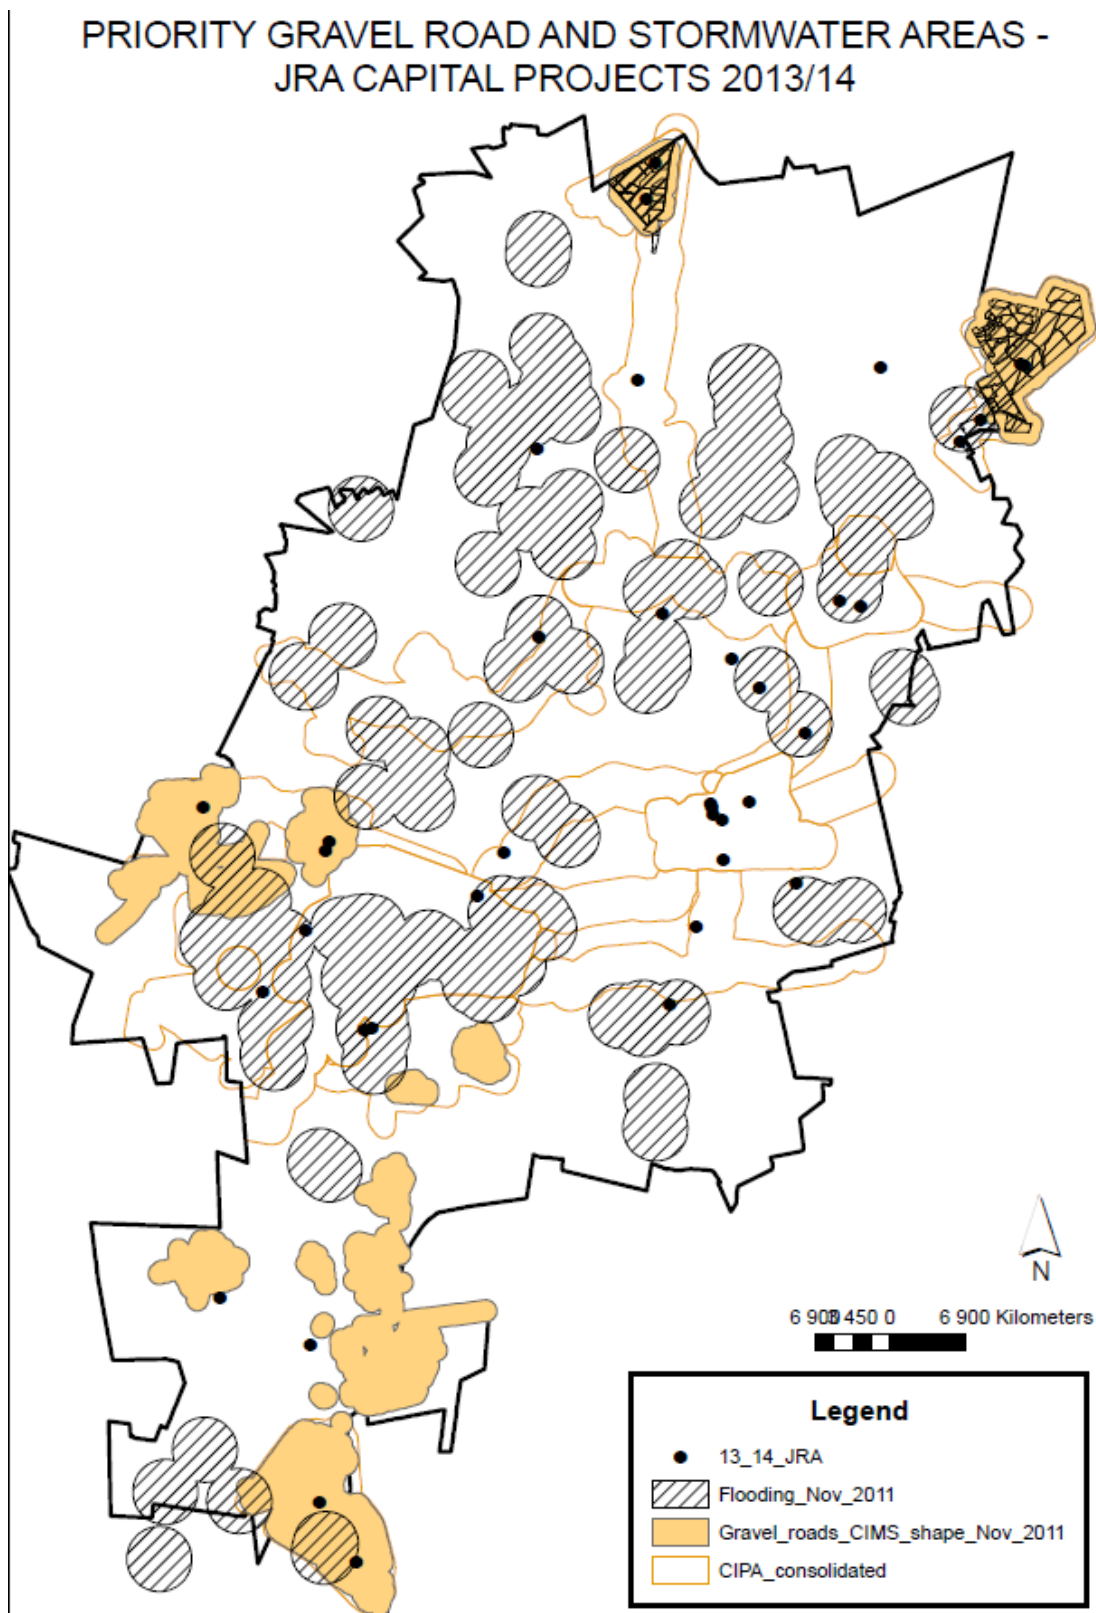 PRIORITY GRAVEL ROAD AND STORMWATER AREAS -
JRA CAPITAL PROJECTS 2013/14
N
6 900 3 450 0 6 900 Kilometers
Legend
13_14_JRA
Flooding_Nov_2011
Gravel_roads_CIMS_shape_Nov_2011
CIPA_consolidated